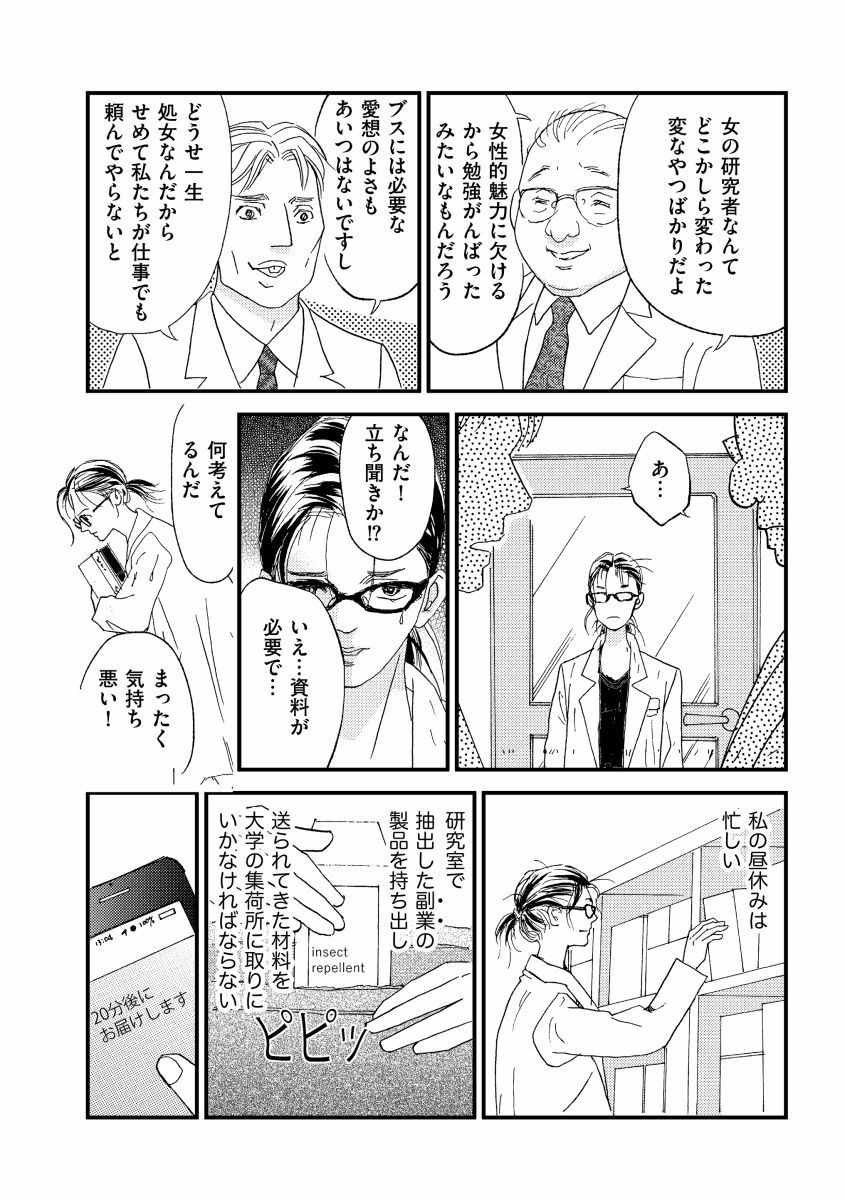 女の研究者なんて
どこかしら変わった
変なやつばかりだよ
女性的魅力に欠ける
から勉強がんばった
みたいなもんだろう
ブスには必要な
愛想のよさも
あいつはないですし
どうせ一生
処女なんだから
せめて私たちが仕事でも
頼んでやらないと
あ…
なんだ！
立ち聞きか⁉
いえ…資料が
必要で…
何考えて
るんだ
まったく
気持ち
悪い！
私の昼休みは
忙しい
研究室で
抽出した副業の
製品を持ち出し
送られてきた材料を
大学の集荷所に取りに
いかなければならない
insect
repellent
ピピッ
13:04 100%
20分後に
お届けします